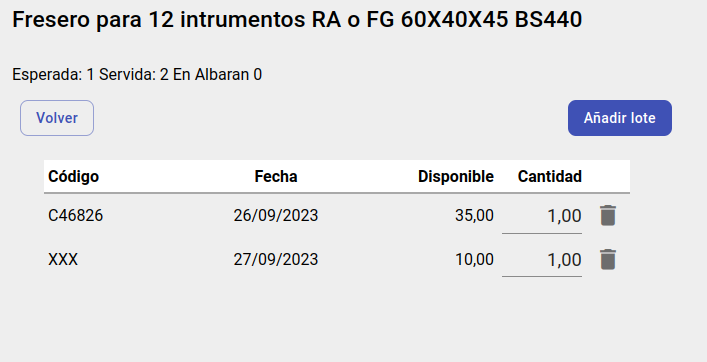 Fresero para 12 intrumentos RA o FG 60X40X45 BS440
Esperada: 1 Servida: 2 En Albaran 0
Volver Añadir lote
Código Fecha Disponible Cantidad
C46826 26/09/2023 35,00 1,00
XXX 27/09/2023 10,00 1,00